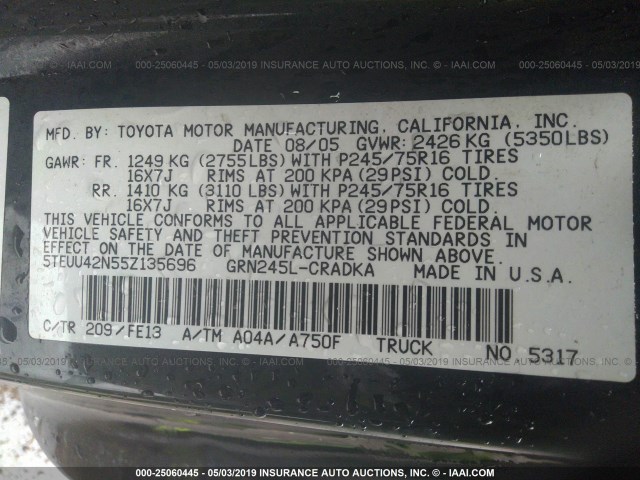 000-25060445 - 05/03/2019 INSURANCE AUTO AUCTIONS, INC. - IAAI.COM
MFD. BY: TOYOTA MOTOR MANUFACTURING, CALIFORNIA, INC.
DATE 08/05 GVWR: 2426 KG (5350LBS)
GAWR: FR. 1249 KG (2755LBS) WITH P245/75R16 TIRES
16X7J RIMS AT 200 KPA (29PSI) COLD.
RR. 1410 KG (3110 LBS) WITH P245/75R16 TIRES
16X7J RIMS AT 200 KPA (29PSI) COLD.
THIS VEHICLE CONFORMS TO ALL APPLICABLE FEDERAL MOTOR
VEHICLE SAFETY AND THEFT PREVENTION STANDARDS IN
EFFECT ON THE DATE OF MANUFACTURE SHOWN ABOVE.
5TEUU42N55Z135696 GRN245L-CRADKA MADE IN U.S.A.
C/TR 209/FE13 A/TM A04A/A750F TRUCK NO 5317
000-25060445 - 05/03/2019 INSURANCE AUTO AUCTIONS, INC. - IAAI.COM